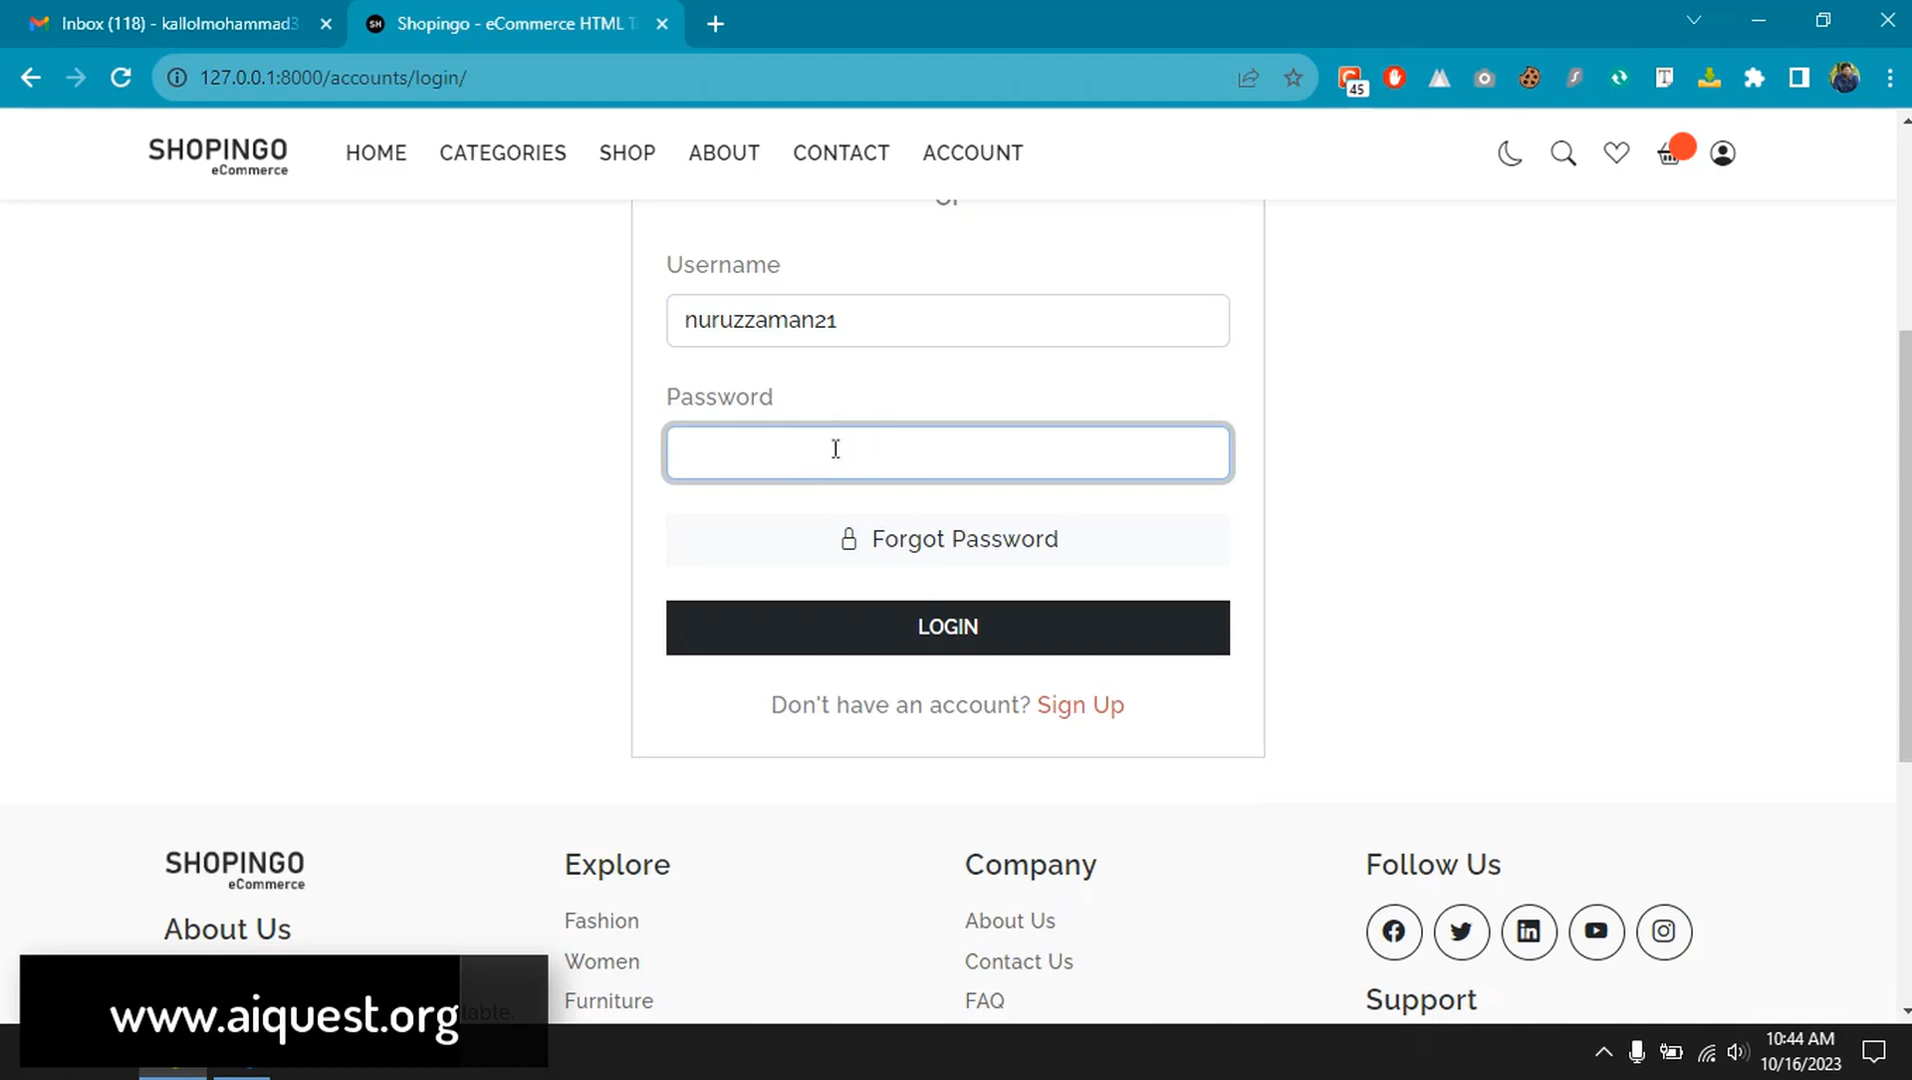 Inbox (118) - kallolmohammad3
Shopingo - eCommerce HTML T
127.0.0.1:8000/accounts/login/
45
SHOPINGO
eCommerce
HOME
CATEGORIES
SHOP
ABOUT
CONTACT
ACCOUNT
or
Username
nuruzzaman21
Password
Forgot Password
LOGIN
Don't have an account? Sign Up
SHOPINGO
eCommerce
About Us
Explore
Fashion
Women
Furniture
Company
About Us
Contact Us
FAQ
Follow Us
Support
www.aiquest.org
10:44 AM
10/16/2023